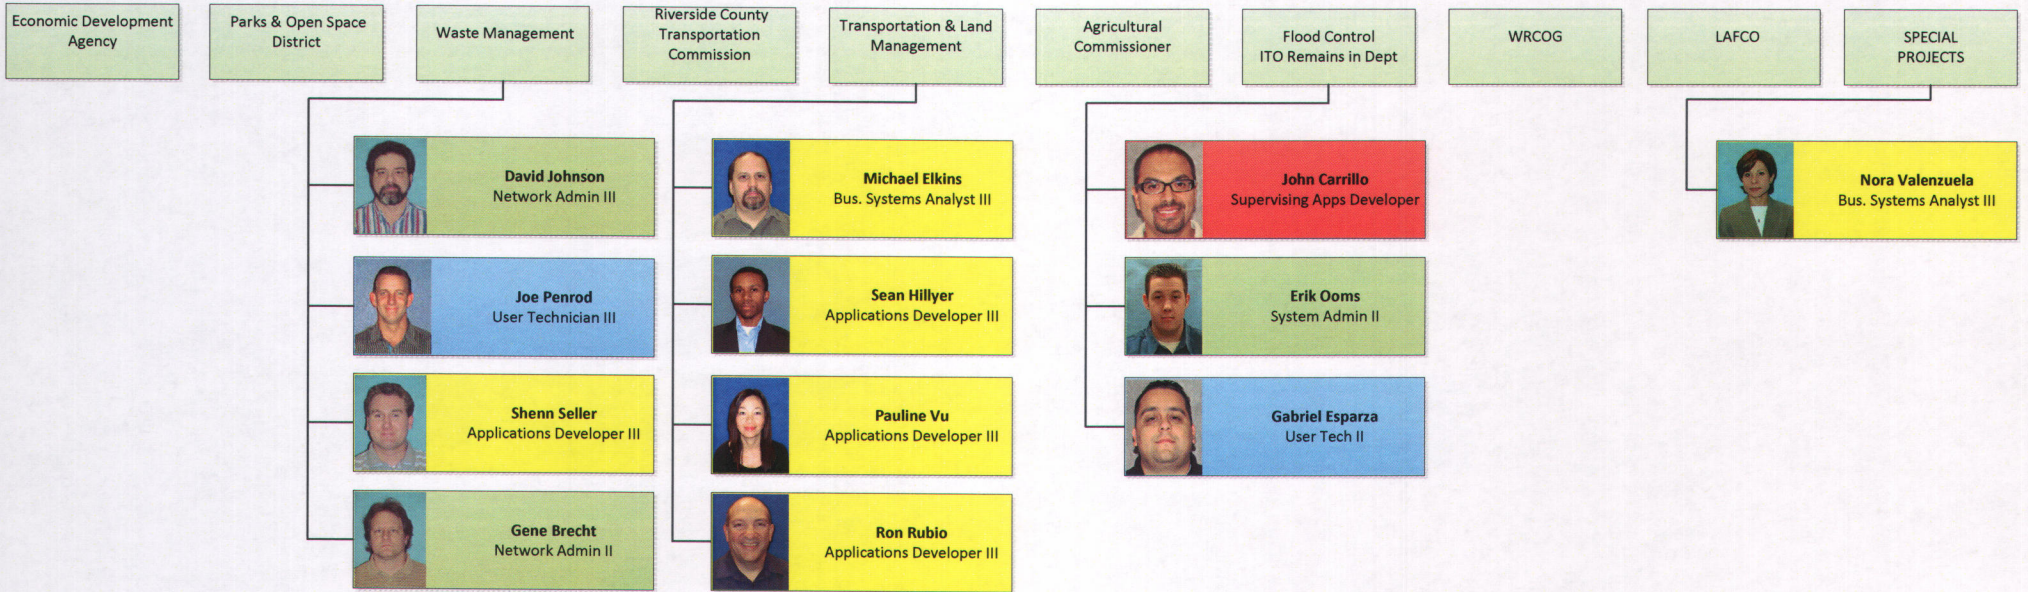 Economic Development
Agency
Parks & Open Space
District
Waste Management
Riverside County
Transportation
Commission
Transportation & Land
Management
Agricultural
Commissioner
Flood Control
ITO Remains in Dept
WRCOG
LAFCO
SPECIAL
PROJECTS
David Johnson
Network Admin III
Joe Penrod
User Technician III
Shenn Seller
Applications Developer III
Gene Brecht
Network Admin II
Michael Elkins
Bus. Systems Analyst III
Sean Hillyer
Applications Developer III
Pauline Vu
Applications Developer III
Ron Rubio
Applications Developer III
John Carrillo
Supervising Apps Developer
Erik Ooms
System Admin II
Gabriel Esparza
User Tech II
Nora Valenzuela
Bus. Systems Analyst III